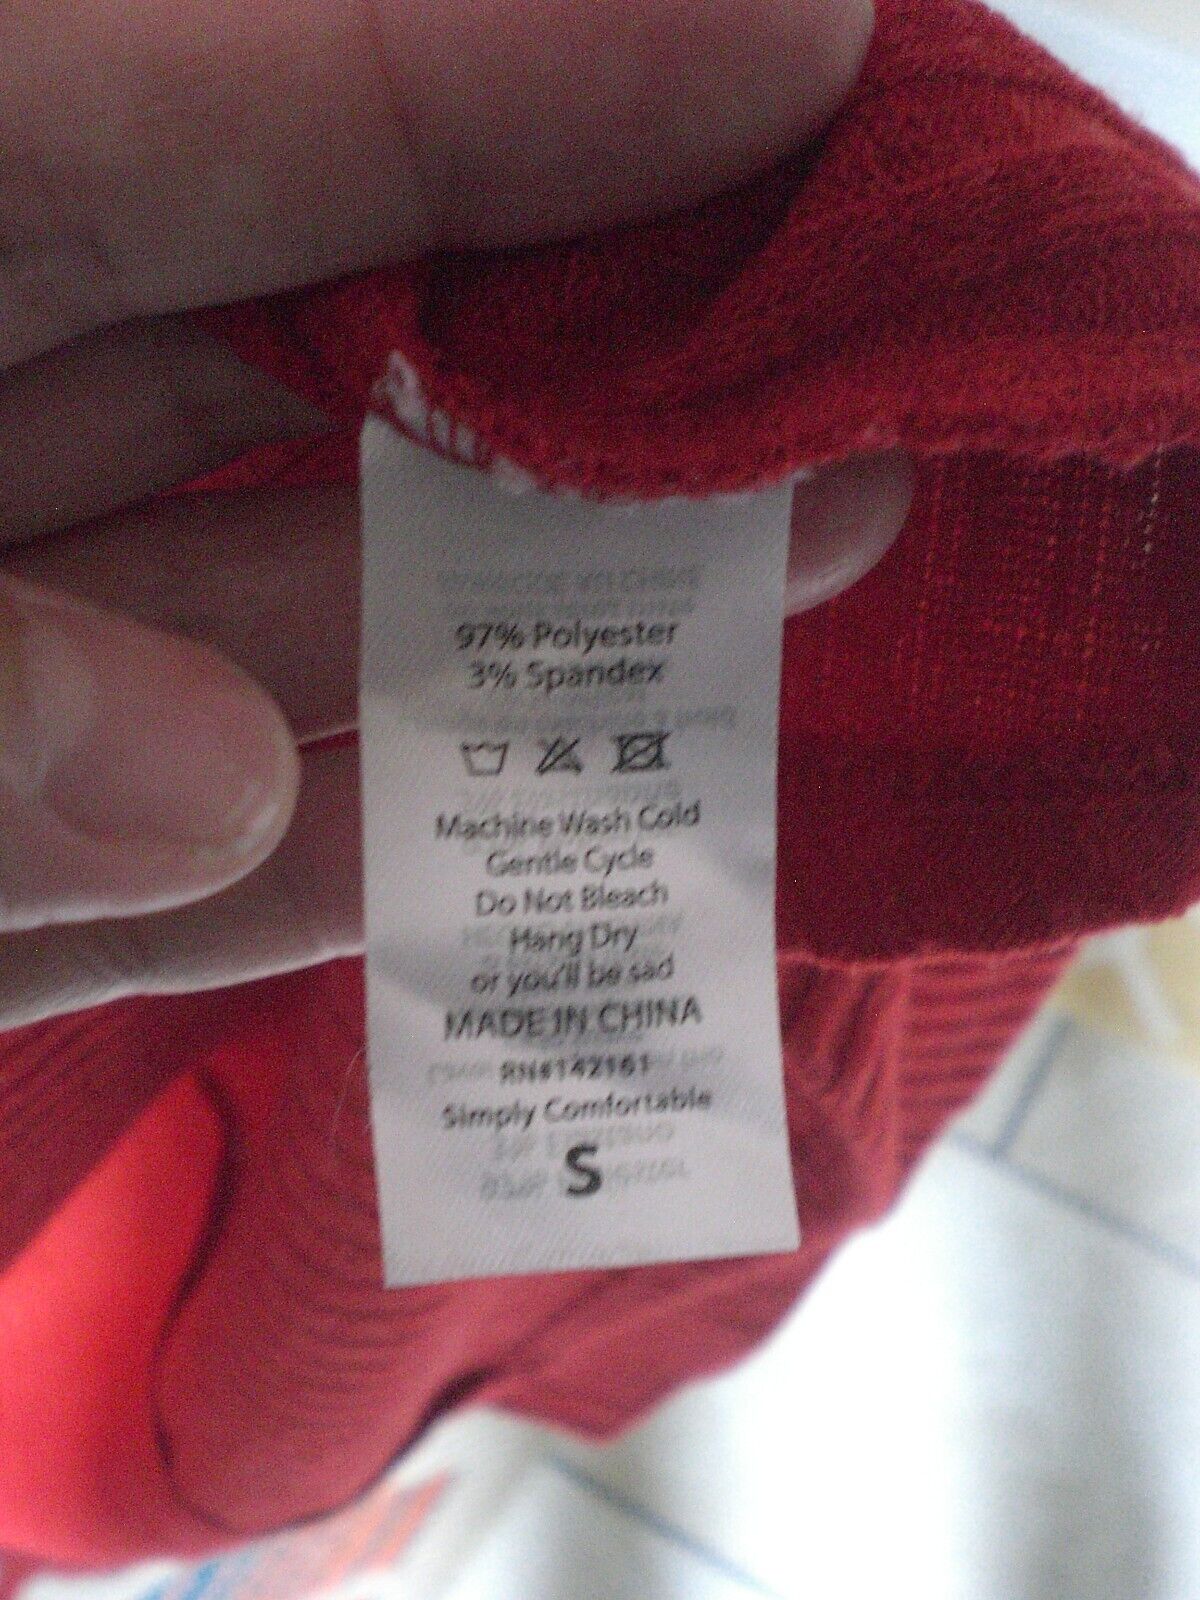 97% Polyester
3% Spandex
Machine Wash Cold
Gentle Cycle
Do Not Bleach
Hang Dry
or you'll be sad
MADE IN CHINA
RN#142161
Simply Comfortable
S